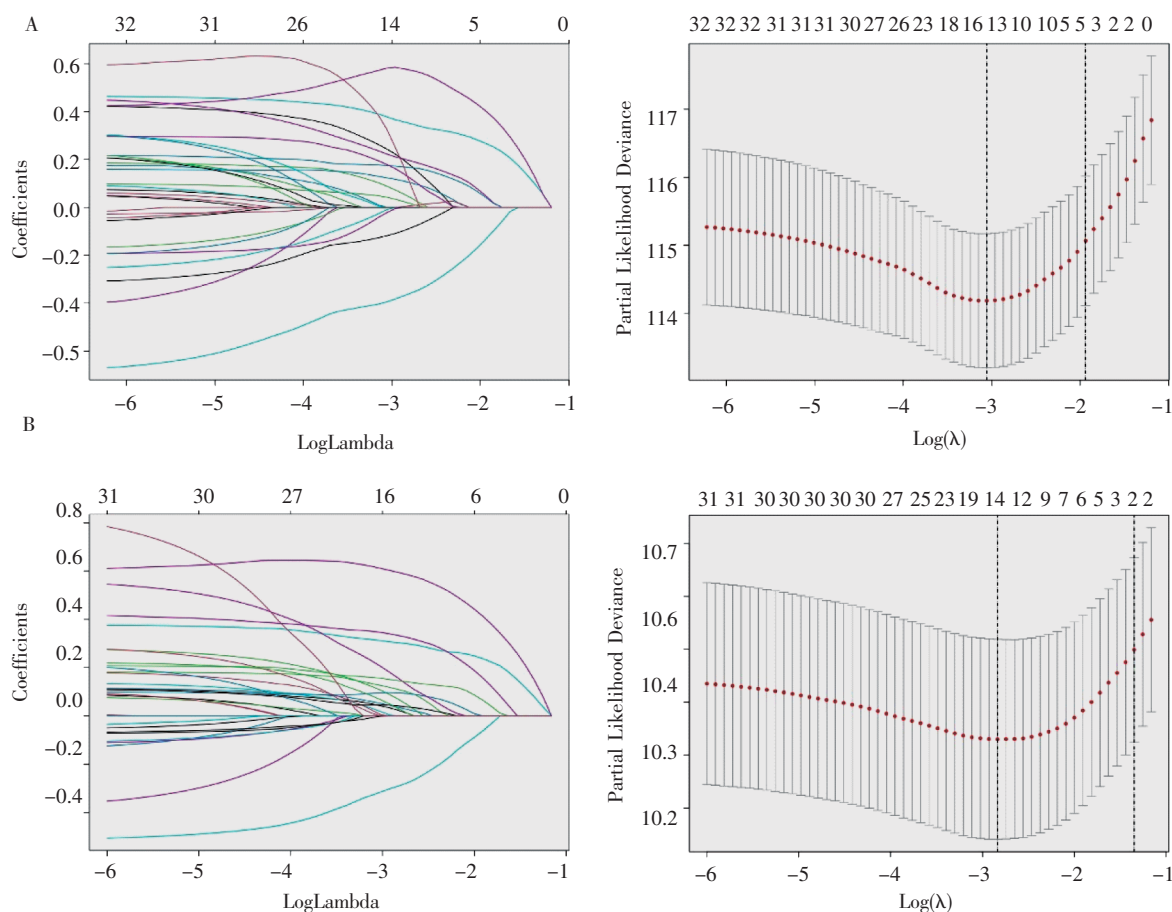 A
32 31 26 14 5 0
0.6
0.4
0.2
0.0
-0.2
-0.4
-0.5
Coefficients
-6 -5 -4 -3 -2 -1
LogLambda
32 32 32 31 31 31 30 27 26 23 18 16 13 10 10 5 5 3 2 2 0
117
116
115
114
Partial Likelihood Deviance
-6 -5 -4 -3 -2 -1
Log(λ)
B
31 30 27 16 6 0
0.8
0.6
0.4
0.2
0.0
-0.2
-0.4
Coefficients
-6 -5 -4 -3 -2 -1
LogLambda
31 31 30 30 30 30 30 27 25 23 19 14 12 9 7 6 5 3 2 2
10.7
10.6
10.4
10.3
10.2
Partial Likelihood Deviance
-6 -5 -4 -3 -2 -1
Log(λ)